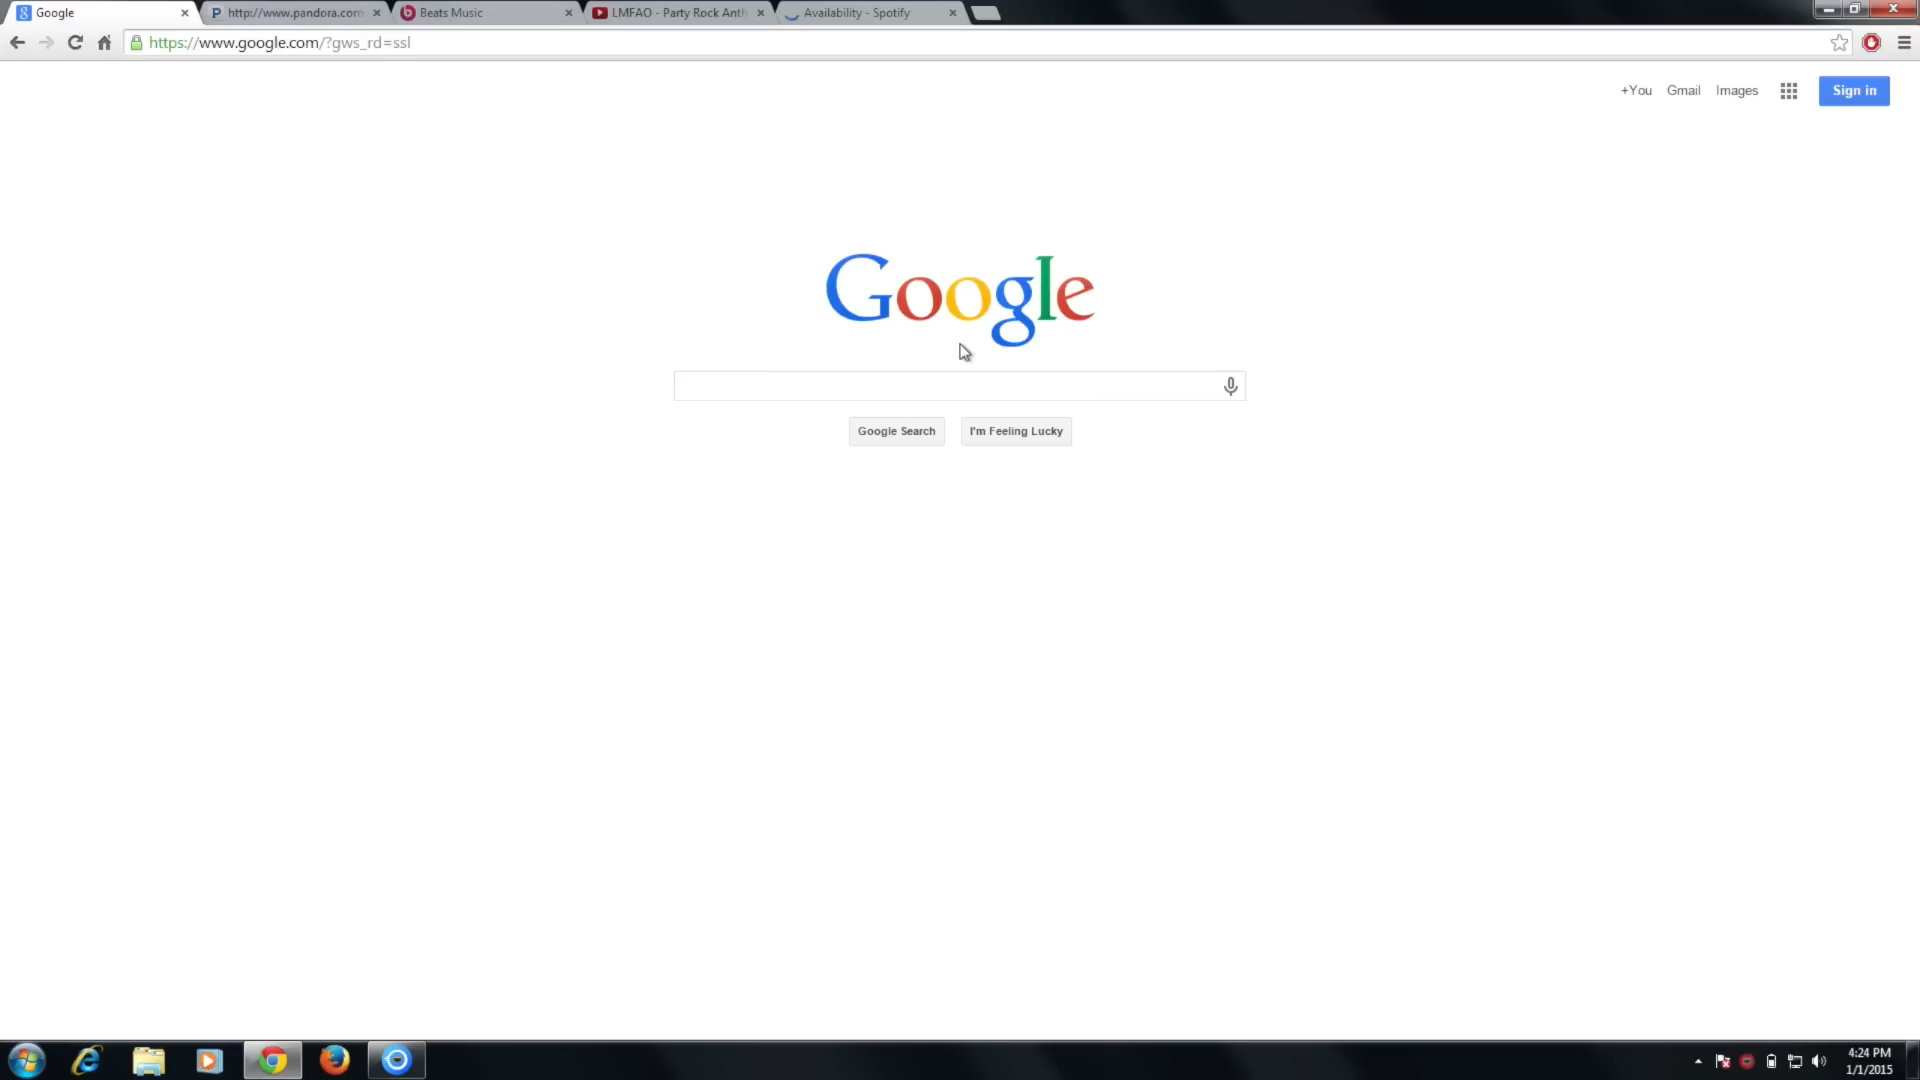 Google
http://www.pandora.com
Beats Music
LMFAO - Party Rock Anth
Availability - Spotify
https://www.google.com/?gws_rd=ssl
+You
Gmail
Images
Sign in
Google
Google Search
I'm Feeling Lucky
4:24 PM
1/1/2015